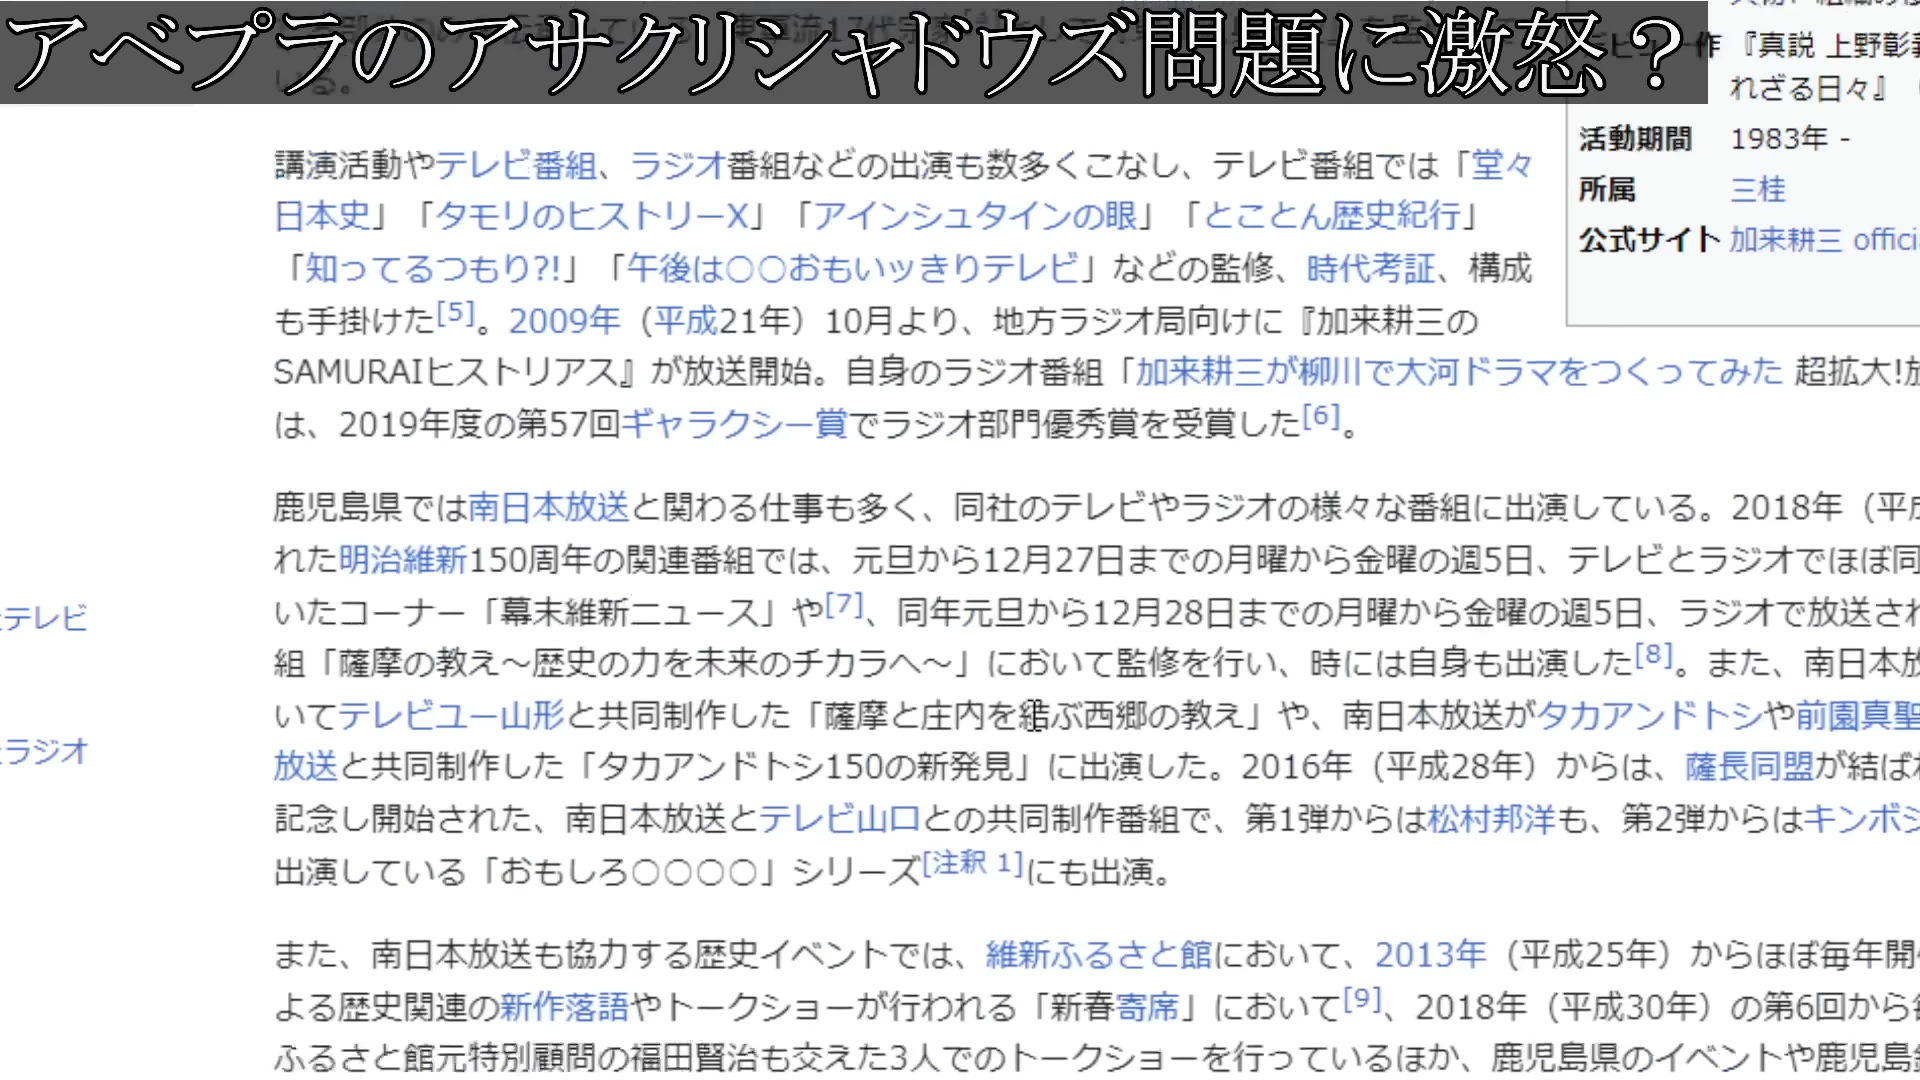 アベプラのアサクリシャドウズ問題に激怒？
作『真説 上野彰義
れざる日々』
活動期間 1983年 -
所属 三桂
公式サイト 加来耕三 offici
講演活動やテレビ番組、ラジオ番組などの出演も数多くこなし、テレビ番組では「堂々
日本史」「タモリのヒストリーX」「アインシュタインの眼」「とことん歴史紀行」
「知ってるつもり?!」「午後は○○おもいッきりテレビ」などの監修、時代考証、構成
も手掛けた[5]。2009年（平成21年）10月より、地方ラジオ局向けに『加来耕三の
SAMURAIヒストリアス』が放送開始。自身のラジオ番組「加来耕三が柳川で大河ドラマをつくってみた 超拡大!放
は、2019年度の第57回ギャラクシー賞でラジオ部門優秀賞を受賞した[6]。
鹿児島県では南日本放送と関わる仕事も多く、同社のテレビやラジオの様々な番組に出演している。2018年（平成
れた明治維新150周年の関連番組では、元旦から12月27日までの月曜から金曜の週5日、テレビとラジオでほぼ同
いたコーナー「幕末維新ニュース」や[7]、同年元旦から12月28日までの月曜から金曜の週5日、ラジオで放送され
組「薩摩の教え〜歴史の力を未来のチカラへ〜」において監修を行い、時には自身も出演した[8]。また、南日本放
いてテレビユー山形と共同制作した「薩摩と庄内を結ぶ西郷の教え」や、南日本放送がタカアンドトシや前園真聖
放送と共同制作した「タカアンドトシ150の新発見」に出演した。2016年（平成28年）からは、薩長同盟が結ばれ
記念し開始された、南日本放送とテレビ山口との共同制作番組で、第1弾からは松村邦洋も、第2弾からはキンボシ
出演している「おもしろ○○○○」シリーズ[注釈 1]にも出演。
また、南日本放送も協力する歴史イベントでは、維新ふるさと館において、2013年（平成25年）からほぼ毎年開催
よる歴史関連の新作落語やトークショーが行われる「新春寄席」において[9]、2018年（平成30年）の第6回から毎
ふるさと館元特別顧問の福田賢治も交えた3人でのトークショーを行っているほか、鹿児島県のイベントや鹿児島
テレビ
ラジオ